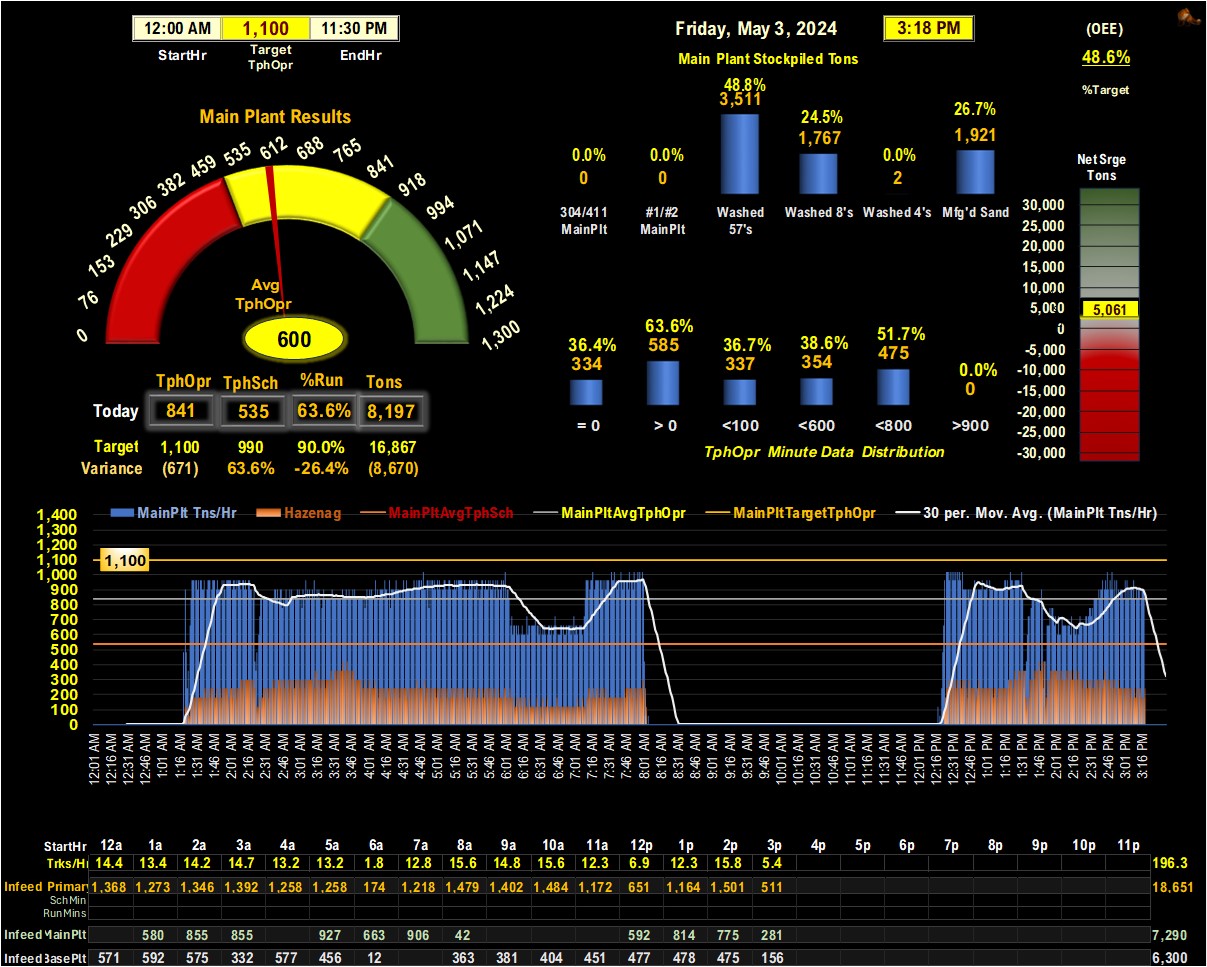 12:00 AM 1,100 11:30 PM
StartHr Target TphOpr EndHr
Friday, May 3, 2024
3:18 PM
(OEE)
48.6%
%Target
Main Plant Stockpiled Tons
48.8% 24.5% 26.7%
3,511 1,767 1,921
0.0% 0.0% 0.0%
0 0 2
304/411 MainPlt
#1/#2 MainPlt
Washed 57's
Washed 8's
Washed 4's
Mfg'd Sand
Main Plant Results
0 76 153 229 306 382 459 535 612 688 765 841 918 994 1,071 1,147 1,224 1,300
Avg
TphOpr
600
Net Srge
Tons
30,000
25,000
20,000
15,000
10,000
5,000
5,061
0
-5,000
-10,000
-15,000
-20,000
-25,000
-30,000
36.4% 63.6% 36.7% 38.6% 51.7% 0.0%
334 585 337 354 475 0
= 0 > 0 <100 <600 <800 >900
TphOpr Minute Data Distribution
TphOpr TphSch %Run Tons
Today 841 535 63.6% 8,197
Target 1,100 990 90.0% 16,867
Variance (671) 63.6% -26.4% (8,670)
MainPlt Tns/Hr Hazenag MainPltAvgTphSch MainPltAvgTphOpr MainPltTargetTphOpr 30 per. Mov. Avg. (MainPlt Tns/Hr)
1,400
1,300
1,200
1,100
1,100
1,000
900
800
700
600
500
400
300
200
100
0
12:01 AM 12:16 AM 12:31 AM 12:46 AM 1:01 AM 1:16 AM 1:31 AM 1:46 AM 2:01 AM 2:16 AM 2:31 AM 2:46 AM 3:01 AM 3:16 AM 3:31 AM 3:46 AM 4:01 AM 4:16 AM 4:31 AM 4:46 AM 5:01 AM 5:16 AM 5:31 AM 5:46 AM 6:01 AM 6:16 AM 6:31 AM 6:46 AM 7:01 AM 7:16 AM 7:31 AM 7:46 AM 8:01 AM 8:16 AM 8:31 AM 8:46 AM 9:01 AM 9:16 AM 9:31 AM 9:46 AM 10:01 AM 10:16 AM 10:31 AM 10:46 AM 11:01 AM 11:16 AM 11:31 AM 11:46 AM 12:01 PM 12:16 PM 12:31 PM 12:46 PM 1:01 PM 1:16 PM 1:31 PM 1:46 PM 2:01 PM 2:16 PM 2:31 PM 2:46 PM 3:01 PM 3:16 PM
StartHr 12a 1a 2a 3a 4a 5a 6a 7a 8a 9a 10a 11a 12p 1p 2p 3p 4p 5p 6p 7p 8p 9p 10p 11p
Trks/Hr 14.4 13.4 14.2 14.7 13.2 13.2 1.8 12.8 15.6 14.8 15.6 12.3 6.9 12.3 15.8 5.4 196.3
Infeed Primary 1,368 1,273 1,346 1,392 1,258 1,258 174 1,218 1,479 1,402 1,484 1,172 651 1,164 1,501 511 18,651
Sch Min
Run Mins
Infeed MainPlt 580 855 855 927 663 906 42 592 814 775 281 7,290
Infeed BasePlt 571 592 575 332 577 456 12 363 381 404 451 477 478 475 156 6,300